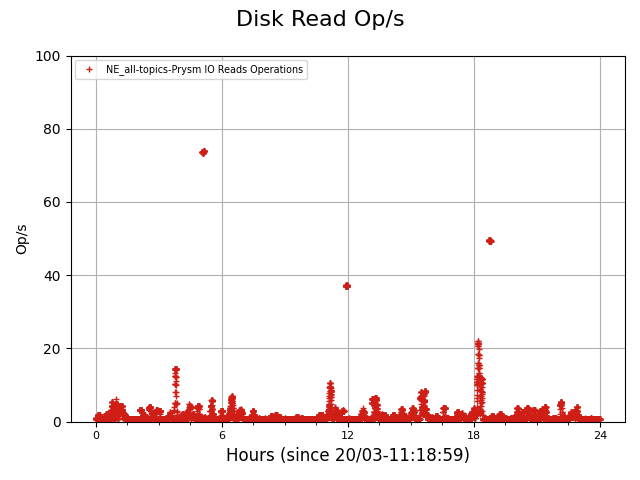 Disk Read Op/s
100
NE_all-topics-Prysm IO Reads Operations
80
60
Op/s
40
20
0
0 6 12 18 24
Hours (since 20/03-11:18:59)